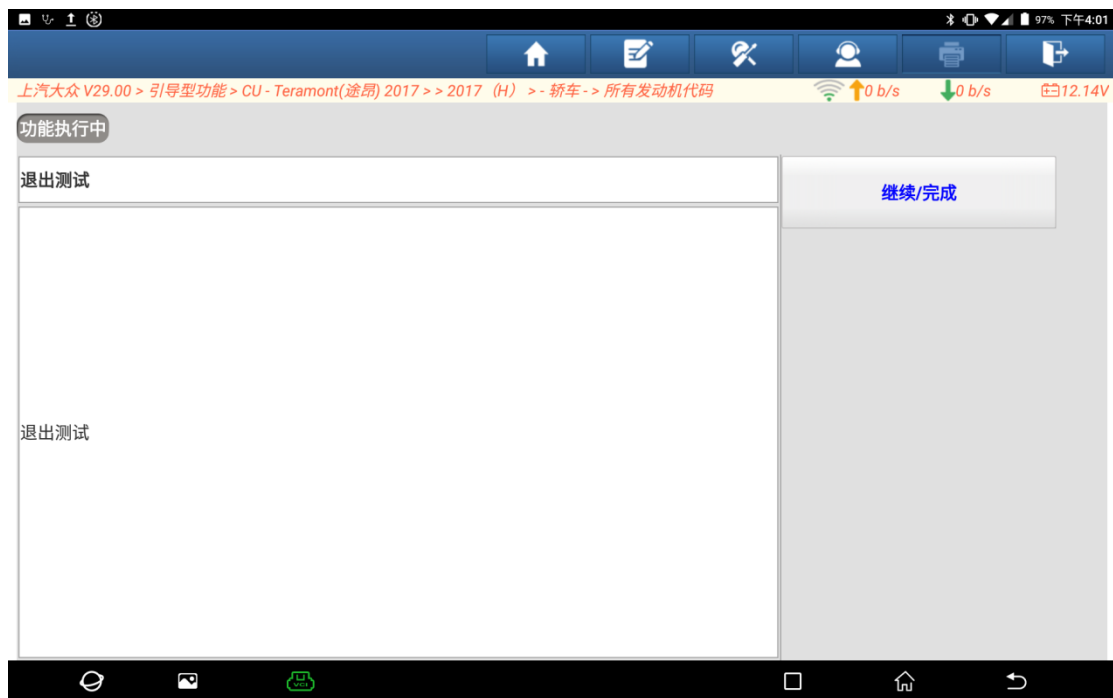 97% 下午4:01
上汽大众 V29.00 > 引导型功能 > CU - Teramont(途昂) 2017 > > 2017（H） > - 轿车 - > 所有发动机代码 0 b/s 0 b/s 12.14V
功能执行中
退出测试
继续/完成
退出测试
VCI